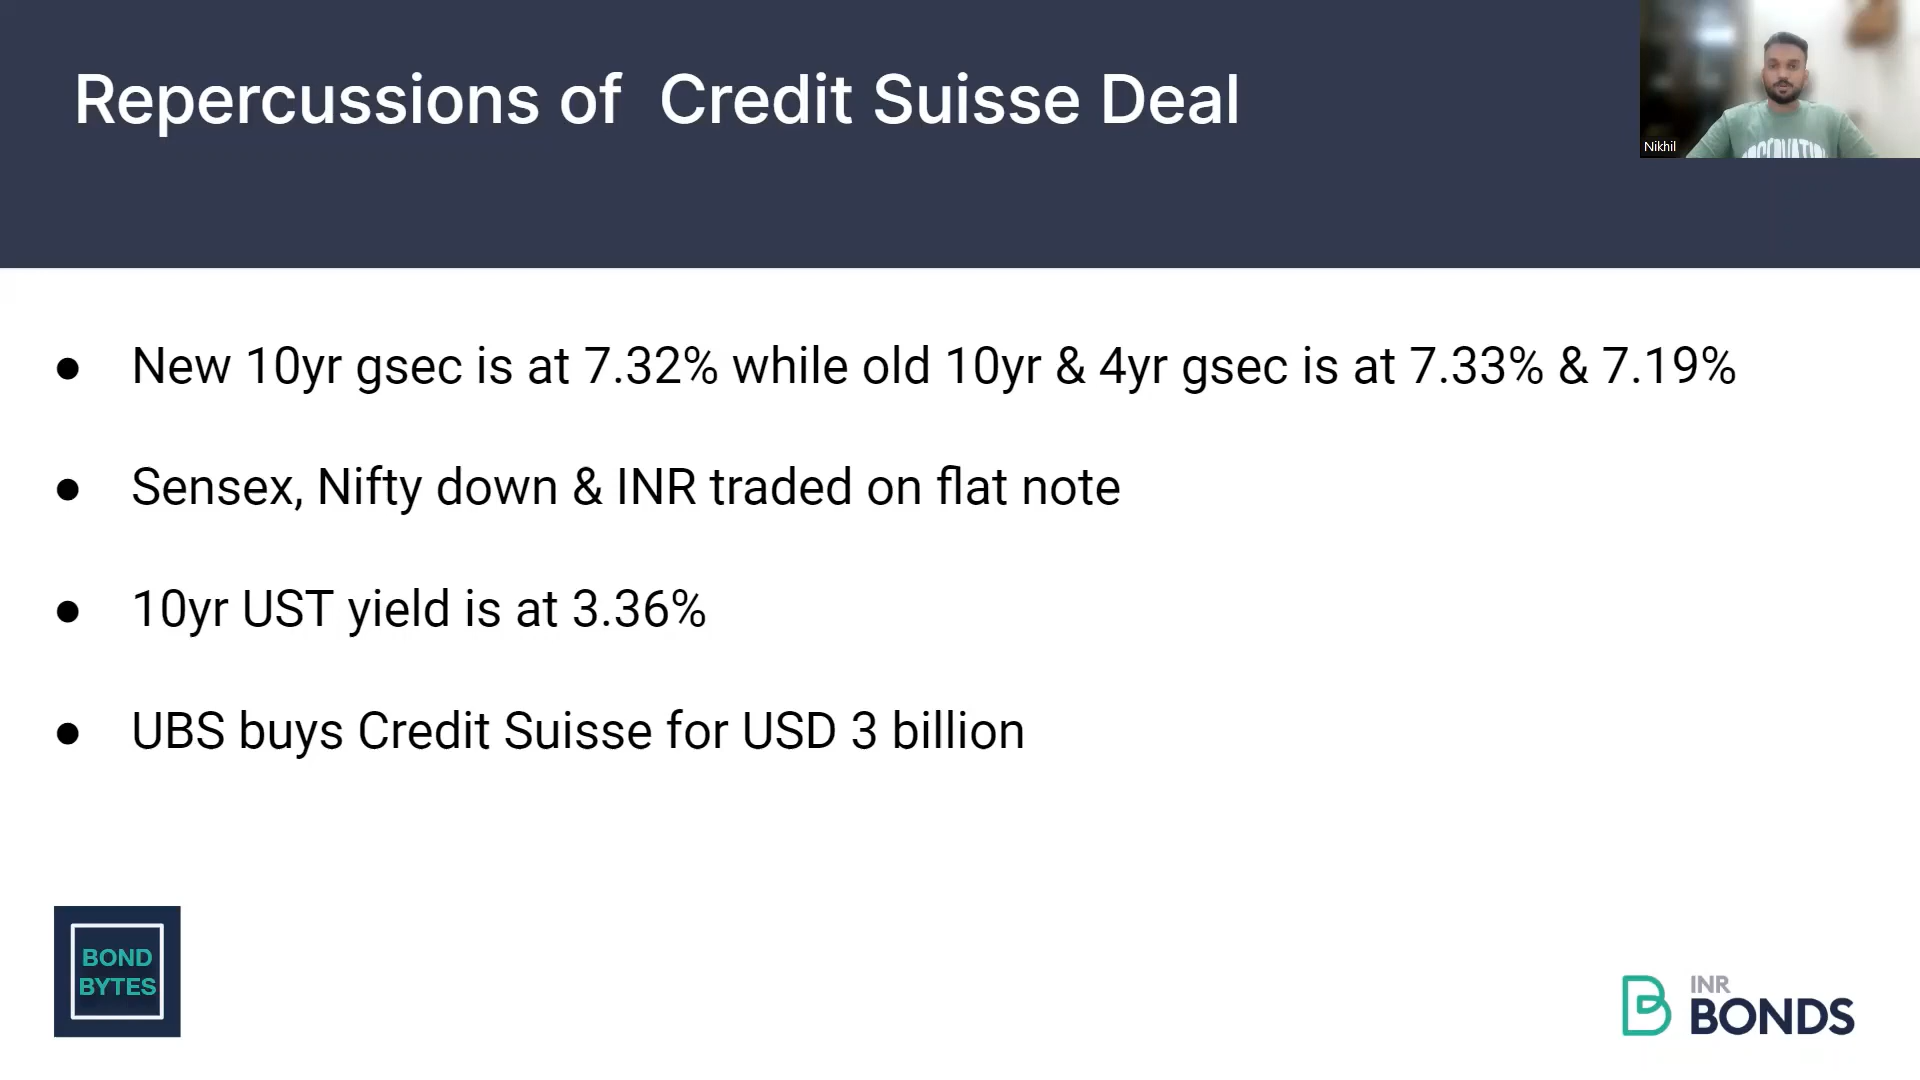 Repercussions of  Credit Suisse Deal
Nikhil
● New 10yr gsec is at 7.32% while old 10yr & 4yr gsec is at 7.33% & 7.19%
● Sensex, Nifty down & INR traded on flat note
● 10yr UST yield is at 3.36%
● UBS buys Credit Suisse for USD 3 billion
BOND
BYTES
INR
BONDS